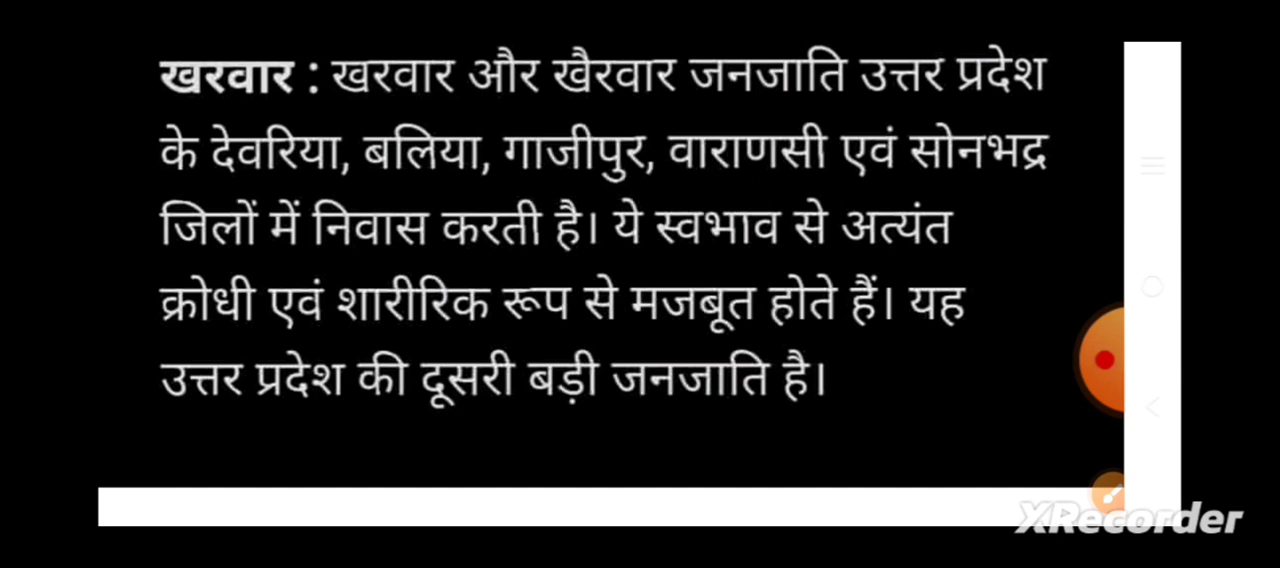 खरवार : खरवार और खैरवार जनजाति उत्तर प्रदेश
के देवरिया, बलिया, गाजीपुर, वाराणसी एवं सोनभद्र
जिलों में निवास करती है। ये स्वभाव से अत्यंत
क्रोधी एवं शारीरिक रूप से मजबूत होते हैं। यह
उत्तर प्रदेश की दूसरी बड़ी जनजाति है।
XRecorder